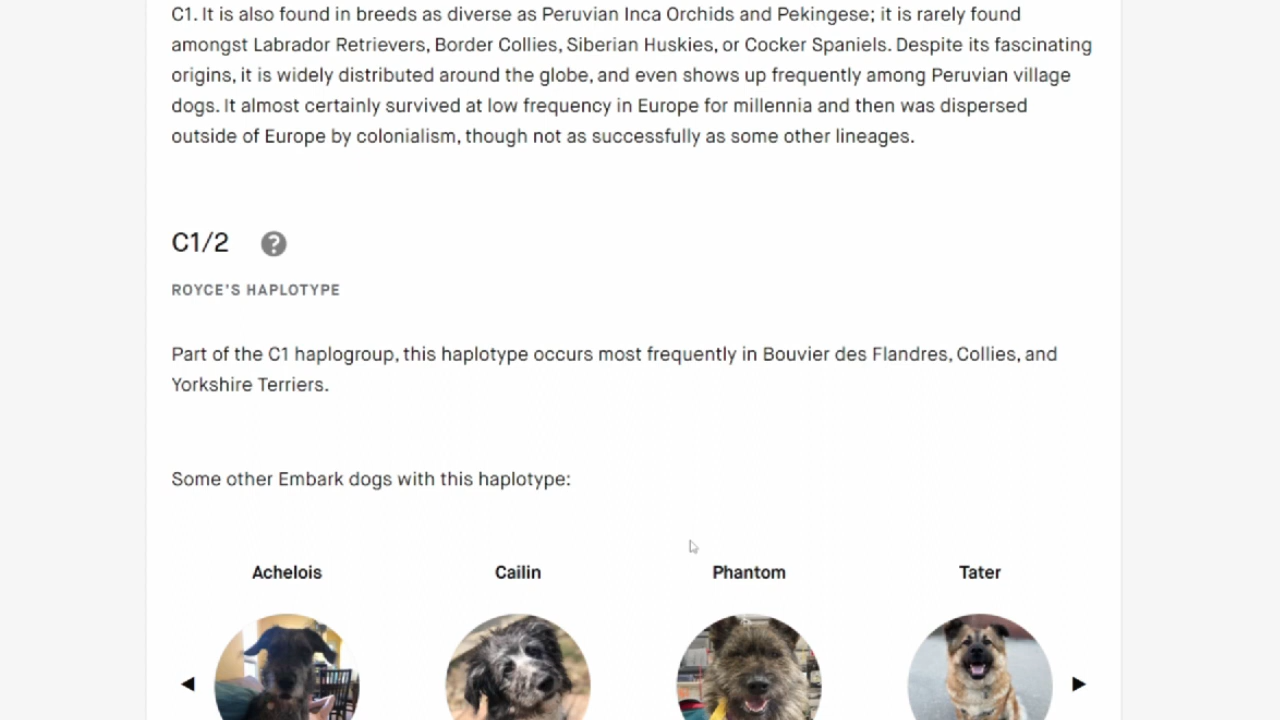 C1. It is also found in breeds as diverse as Peruvian Inca Orchids and Pekingese; it is rarely found
amongst Labrador Retrievers, Border Collies, Siberian Huskies, or Cocker Spaniels. Despite its fascinating
origins, it is widely distributed around the globe, and even shows up frequently among Peruvian village
dogs. It almost certainly survived at low frequency in Europe for millennia and then was dispersed
outside of Europe by colonialism, though not as successfully as some other lineages.
C1/2 ?
ROYCE'S HAPLOTYPE
Part of the C1 haplogroup, this haplotype occurs most frequently in Bouvier des Flandres, Collies, and
Yorkshire Terriers.
Some other Embark dogs with this haplotype:
Achelois Cailin Phantom Tater